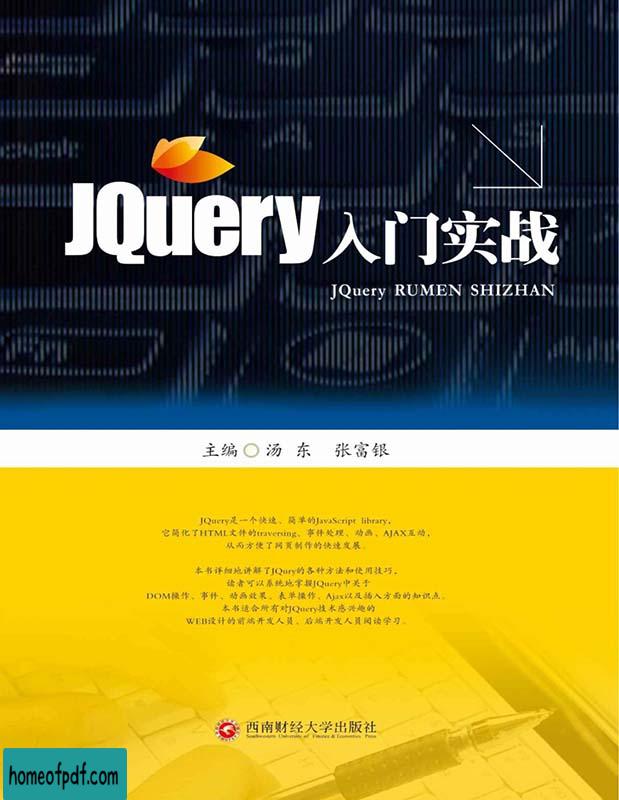 JQuery入门实战
JQuery RUMEN SHIZHAN
主编 汤 东 张富银
JQuery是一个快速、简单的JavaScript library,
它简化了HTML文件的traversing、事件处理、动画、AJAX互动,
从而方便了网页制作的快速发展。
本书详细地讲解了JQury的各种方法和使用技巧,
读者可以系统地掌握JQuery中关于
DOM操作、事件、动画效果、表单操作、Ajax以及插入方面的知识点。
本书适合所有对JQuery技术感兴趣的
WEB设计的前端开发人员、后端开发人员阅读学习。
西南财经大学出版社
Southwestern University of Finance & Economics Press
homeofpdf.com